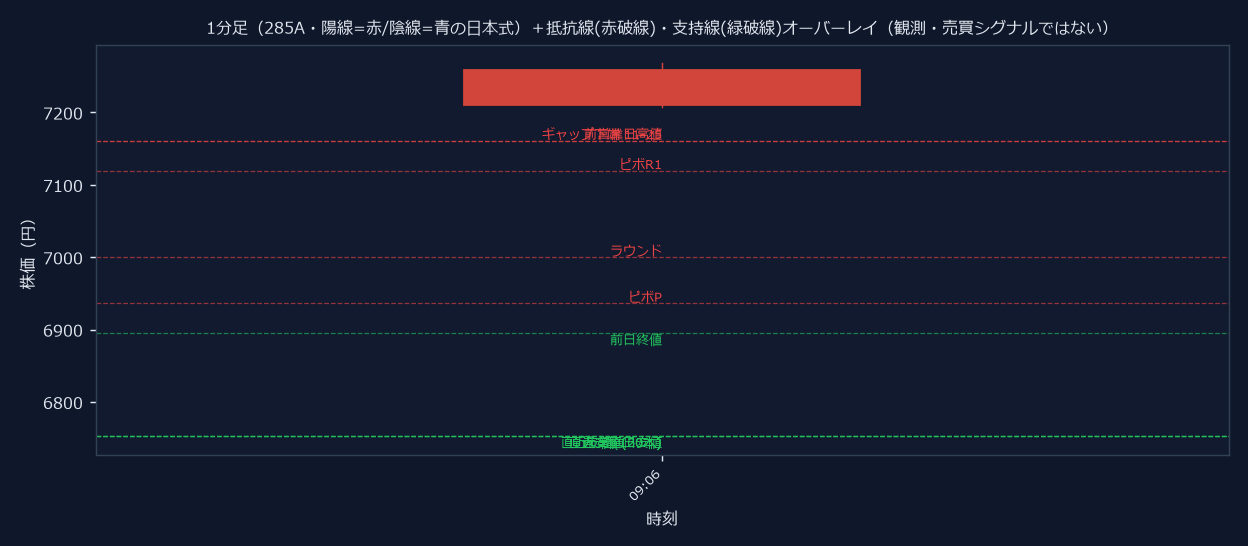 1分足（285A・陽線=赤/陰線=青の日本式）＋抵抗線(赤破線)・支持線(緑破線)オーバーレイ（観測・売買シグナルではない）
株価（円）
7200
7100
7000
6900
6800
ピボR1
ラウンド
ピボP
前日終値
09:06
時刻